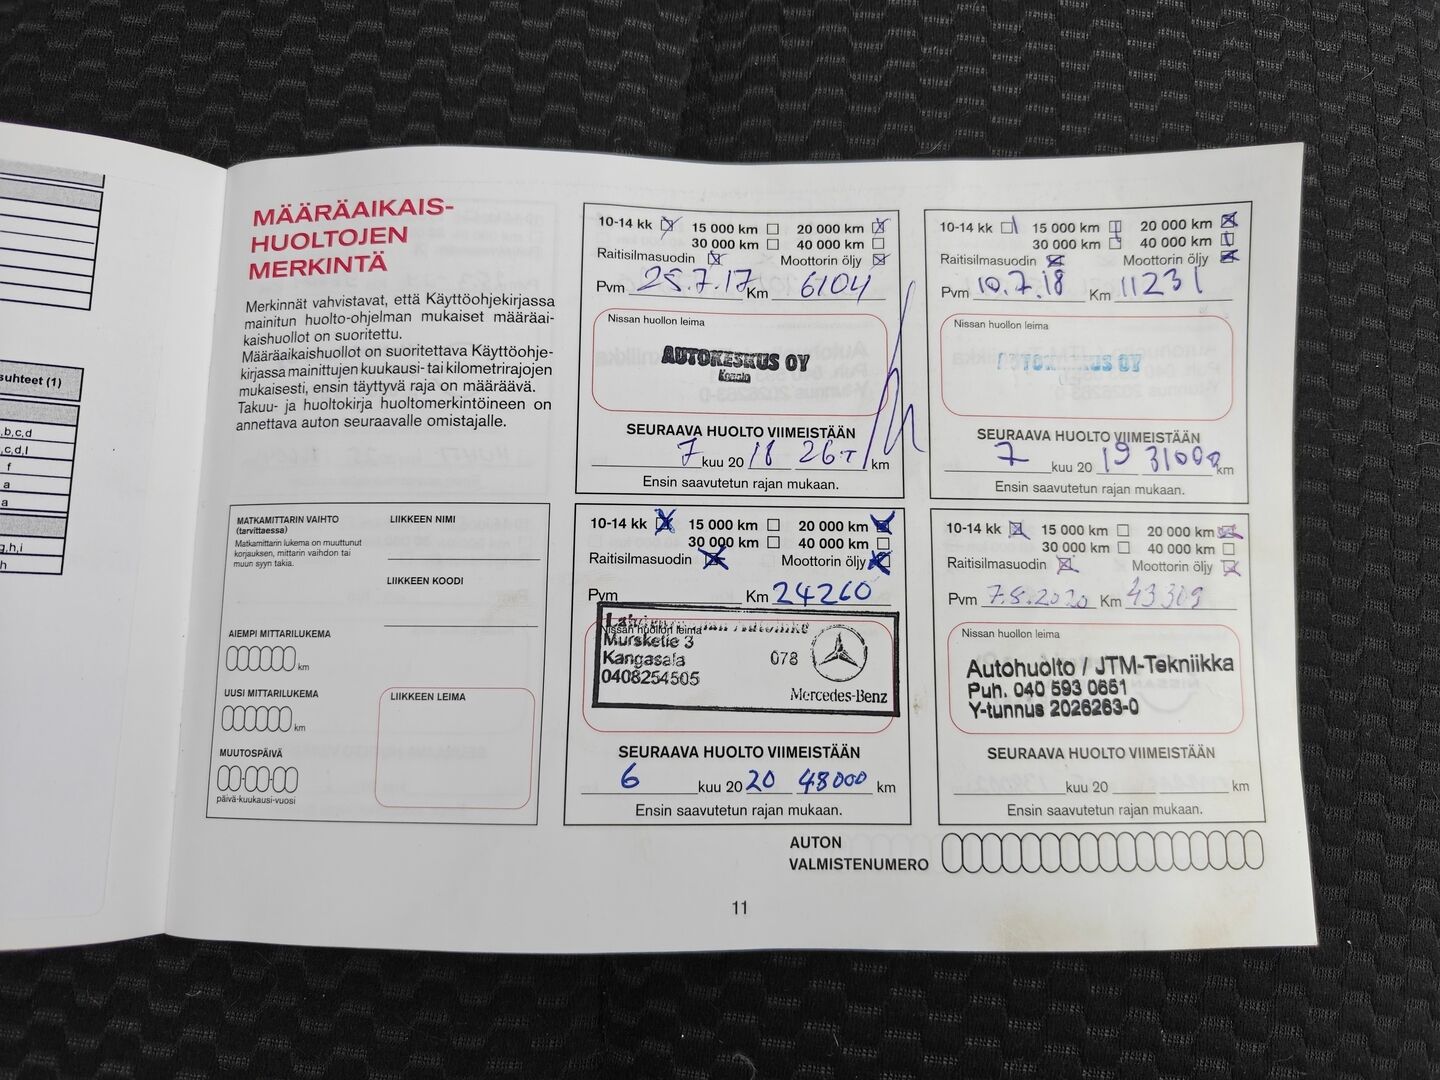 suhteet (1)
,b,c,d
,c,d,l
f
a
a
g,h,i
h
MÄÄRÄAIKAIS-
HUOLTOJEN
MERKINTÄ
Merkinnät vahvistavat, että Käyttöohjekirjassa
mainitun huolto-ohjelman mukaiset määräai-
kaishuollot on suoritettu.
Määräaikaishuollot on suoritettava Käyttöohje-
kirjassa mainittujen kuukausi- tai kilometrirajojen
mukaisesti, ensin täyttyvä raja on määräävä.
Takuu- ja huoltokirja huoltomerkintöineen on
annettava auton seuraavalle omistajalle.
MATKAMITTARIN VAIHTO
(tarvittaessa)
Matkamittarin lukema on muuttunut
korjauksen, mittarin vaihdon tai
muun syyn takia.
LIIKKEEN NIMI
LIIKKEEN KOODI
AIEMPI MITTARILUKEMA
km
UUSI MITTARILUKEMA
km
MUUTOSPÄIVÄ
päivä-kuukausi-vuosi
LIIKKEEN LEIMA
10-14 kk 15 000 km 20 000 km
30 000 km 40 000 km
Raitisilmasuodin Moottorin öljy
Pvm 25.7.17 Km 6104
Nissan huollon leima
AUTOKESKUS OY
SEURAAVA HUOLTO VIIMEISTÄÄN
7 kuu 20 18 26T km
Ensin saavutetun rajan mukaan.
10-14 kk 15 000 km 20 000 km
30 000 km 40 000 km
Raitisilmasuodin Moottorin öljy
Pvm 10.7.18 Km 11231
Nissan huollon leima
OY
SEURAAVA HUOLTO VIIMEISTÄÄN
7 kuu 20 19 31000 km
Ensin saavutetun rajan mukaan.
10-14 kk 15 000 km 20 000 km
30 000 km 40 000 km
Raitisilmasuodin Moottorin öljy
Pvm Km 24260
Nissan huollon leima
Mursketie 3
Kangasala 078
0408254505
Mercedes-Benz
SEURAAVA HUOLTO VIIMEISTÄÄN
6 kuu 20 20 48000 km
Ensin saavutetun rajan mukaan.
10-14 kk 15 000 km 20 000 km
30 000 km 40 000 km
Raitisilmasuodin Moottorin öljy
Pvm 7.8.2020 Km 43309
Nissan huollon leima
Autohuolto / JTM-Tekniikka
Puh. 040 593 0661
Y-tunnus 2026263-0
SEURAAVA HUOLTO VIIMEISTÄÄN
kuu 20 km
Ensin saavutetun rajan mukaan.
AUTON
VALMISTENUMERO
11